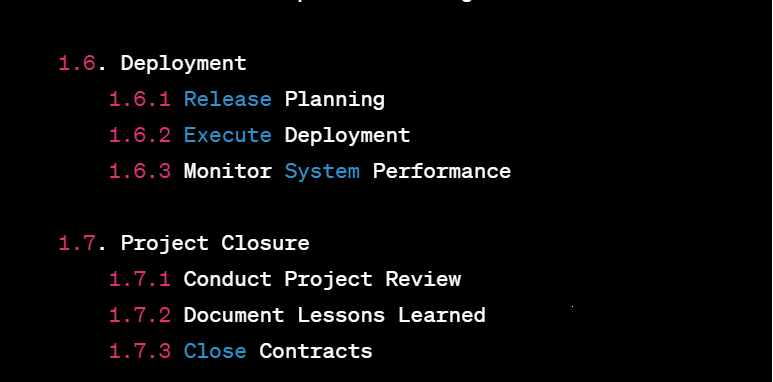 1.6. Deployment
1.6.1 Release Planning
1.6.2 Execute Deployment
1.6.3 Monitor System Performance
1.7. Project Closure
1.7.1 Conduct Project Review
1.7.2 Document Lessons Learned
1.7.3 Close Contracts